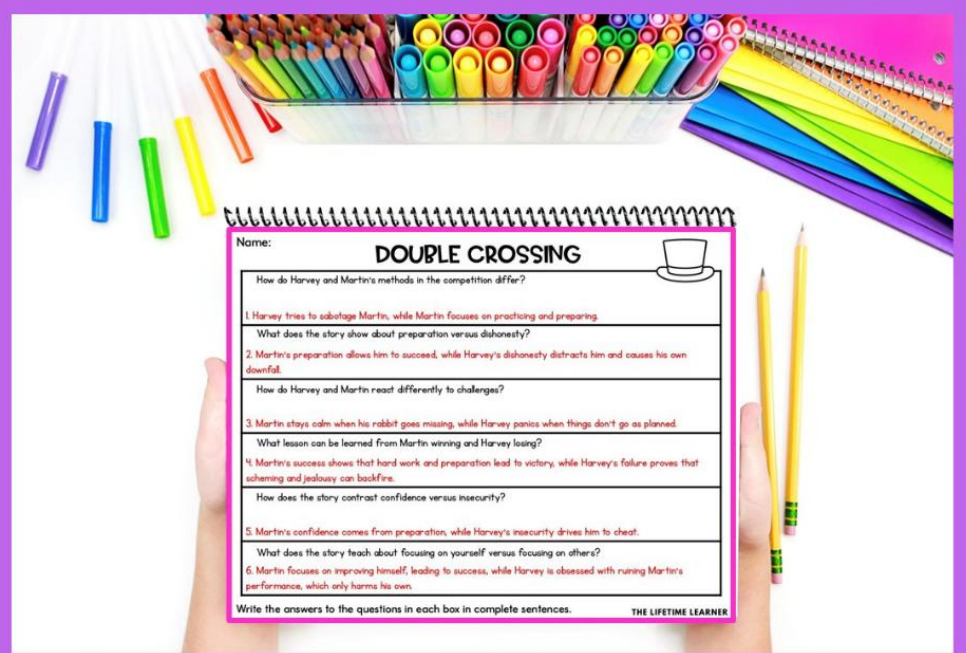 Name:
DOUBLE CROSSING
How do Harvey and Martin's methods in the competition differ?
1. Harvey tries to sabotage Martin, while Martin focuses on practicing and preparing.
What does the story show about preparation versus dishonesty?
2. Martin's preparation allows him to succeed, while Harvey's dishonesty distracts him and causes his own
downfall.
How do Harvey and Martin react differently to challenges?
3. Martin stays calm when his rabbit goes missing, while Harvey panics when things don't go as planned.
What lesson can be learned from Martin winning and Harvey losing?
4. Martin's success shows that hard work and preparation lead to victory, while Harvey's failure proves that
scheming and jealousy can backfire.
How does the story contrast confidence versus insecurity?
5. Martin's confidence comes from preparation, while Harvey's insecurity drives him to cheat.
What does the story teach about focusing on yourself versus focusing on others?
6. Martin focuses on improving himself, leading to success, while Harvey is obsessed with ruining Martin's
performance, which only harms his own.
Write the answers to the questions in each box in complete sentences.
THE LIFETIME LEARNER